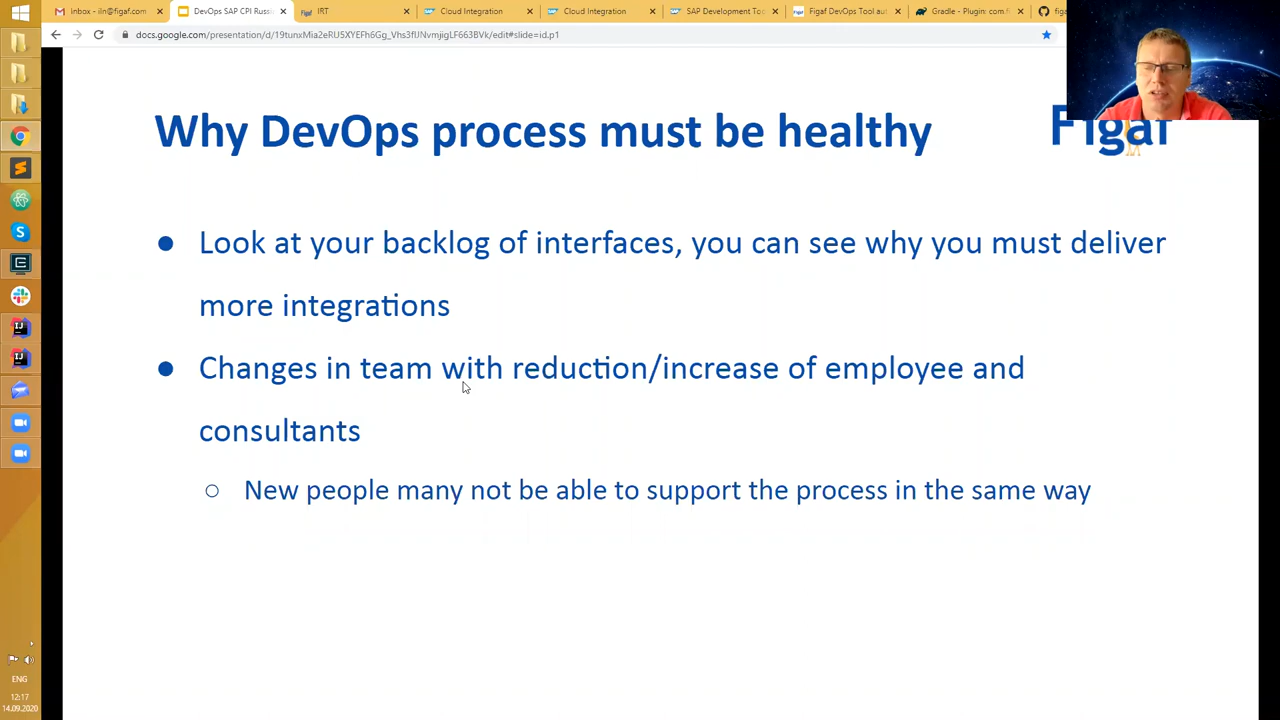 Inbox - iln@figaf.com
DevOps SAP CPI Russi
IRT
Cloud Integration
Cloud Integration
SAP Development Too
Figaf DevOps Tool aut
Gradle - Plugin: com.f
figa
docs.google.com/presentation/d/
/edit#slide=id.p1
Why DevOps process must be healthy
Figaf
● Look at your backlog of interfaces, you can see why you must deliver
more integrations
● Changes in team with reduction/increase of employee and
consultants
○ New people many not be able to support the process in the same way
ENG
12:17
14.09.2020